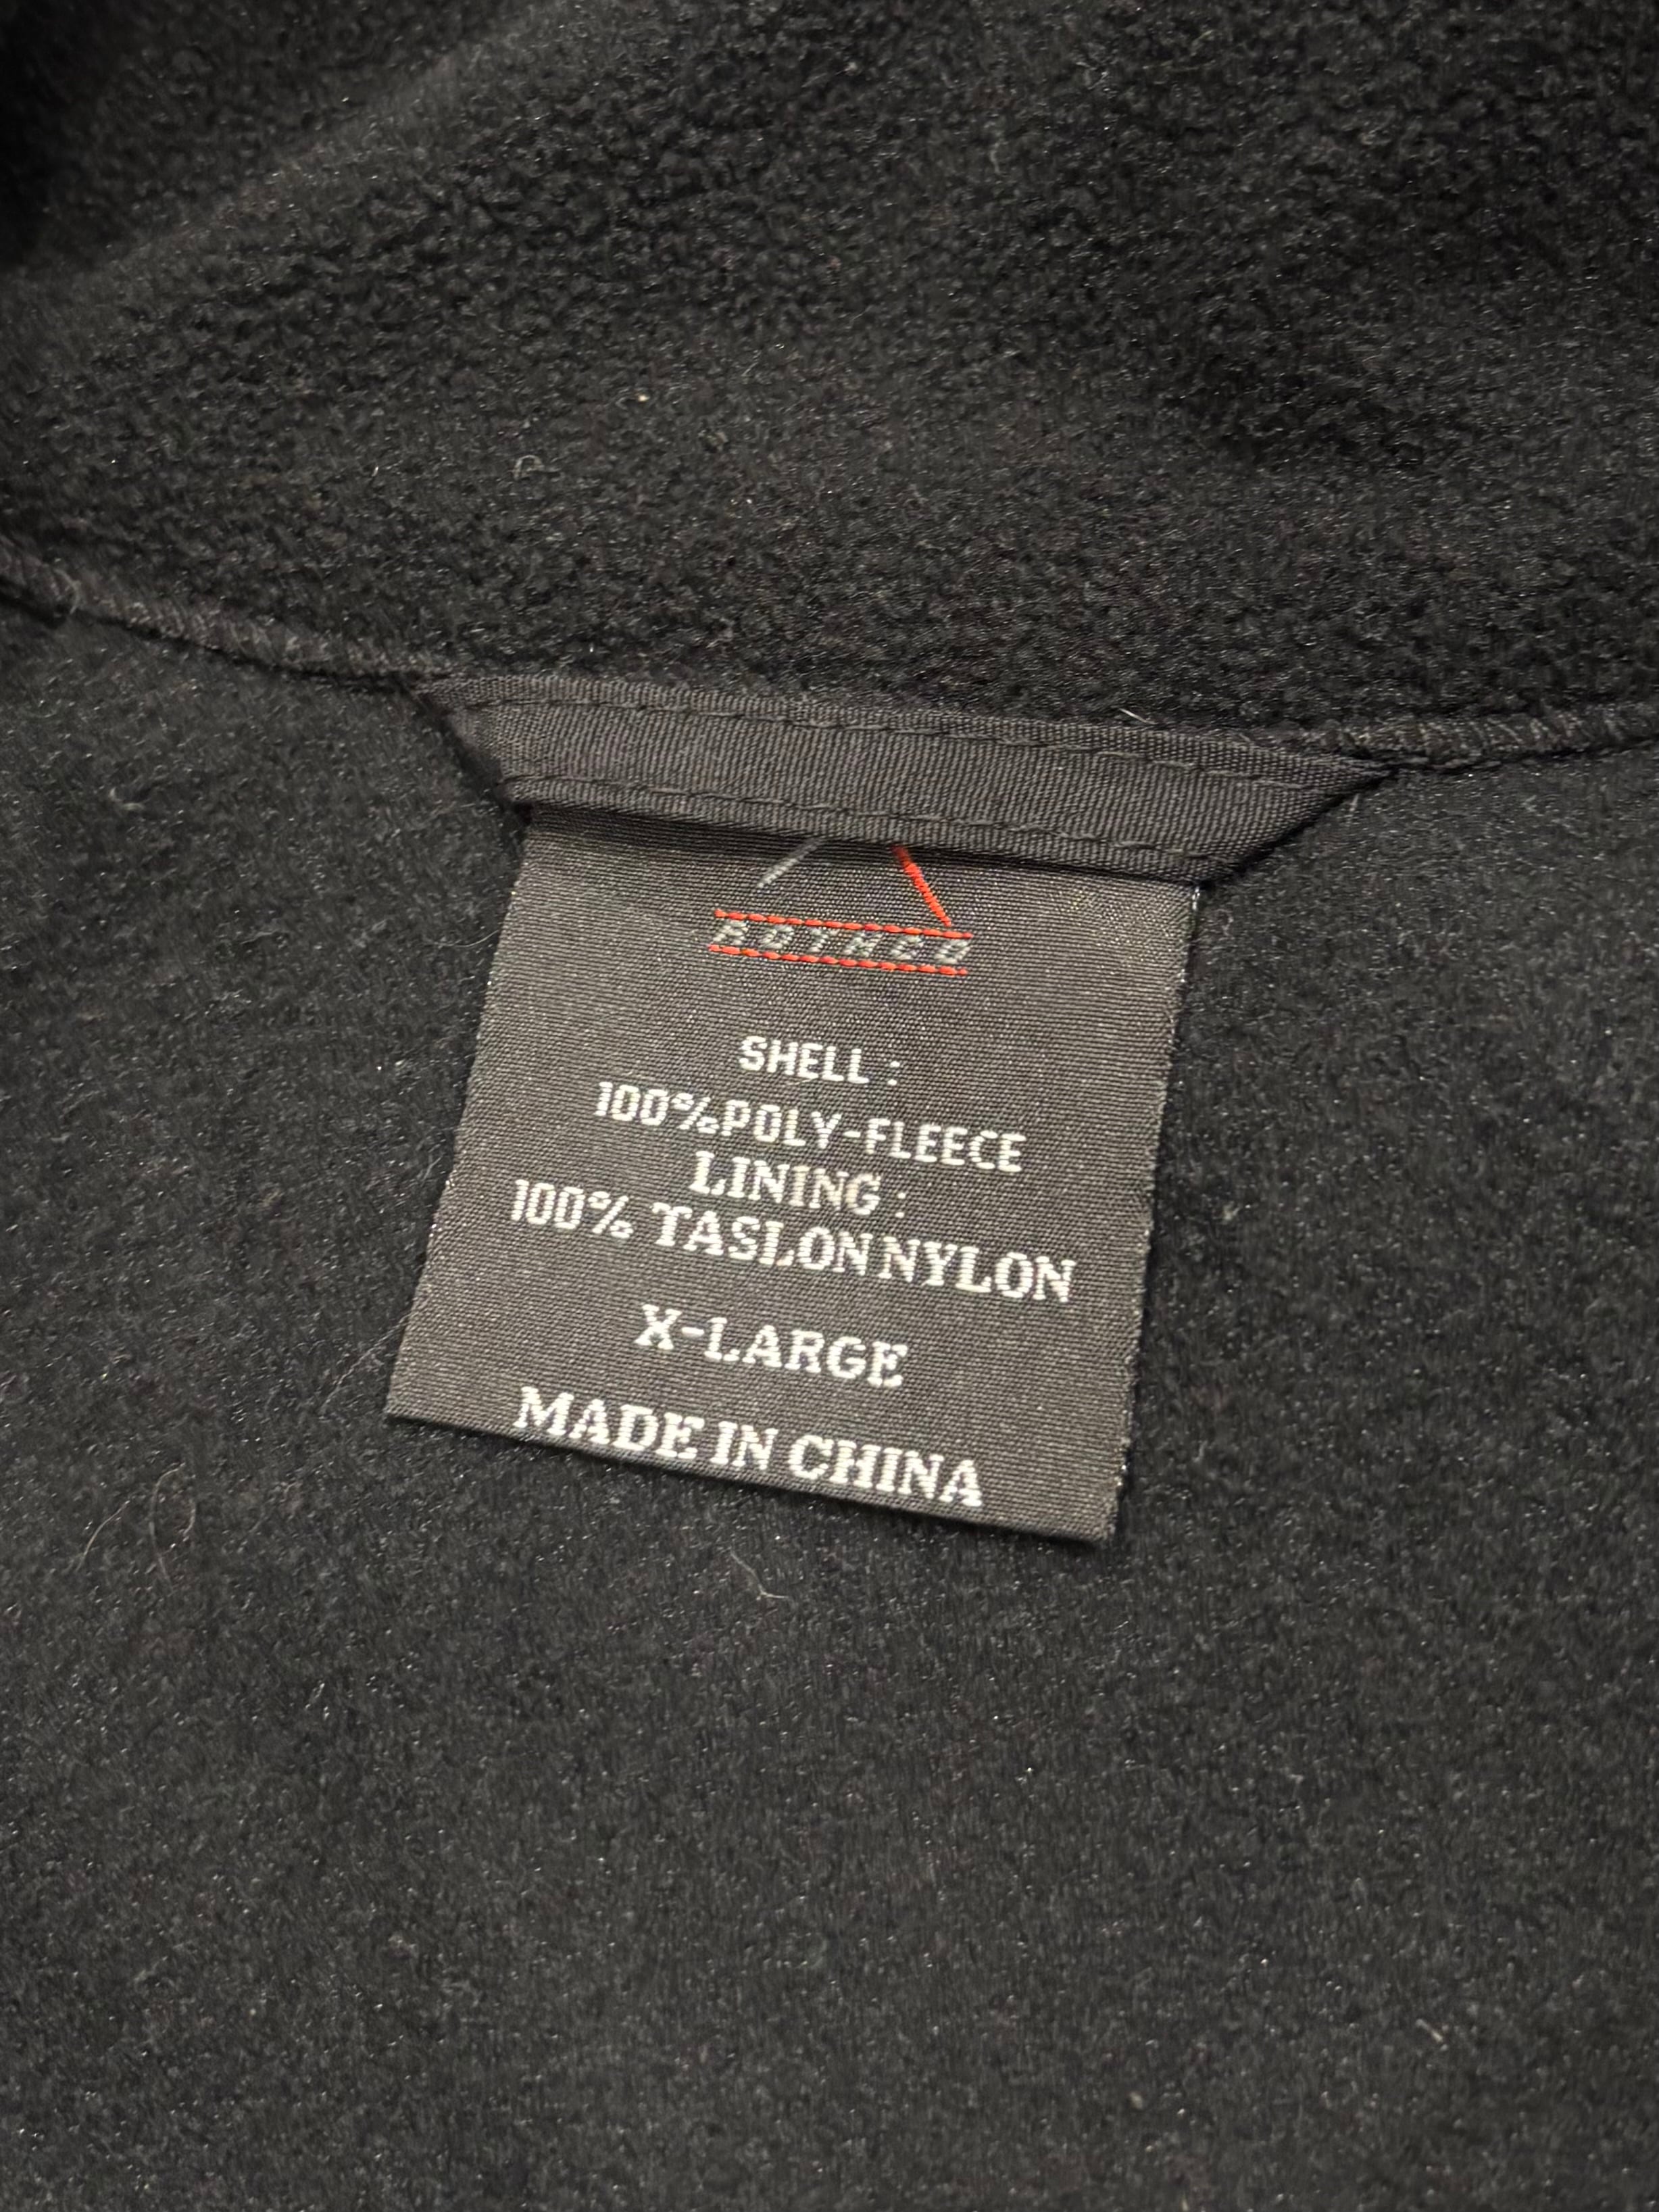 SHELL :
100%POLY-FLEECE
LINING :
100% TASLON NYLON
X-LARGE
MADE IN CHINA